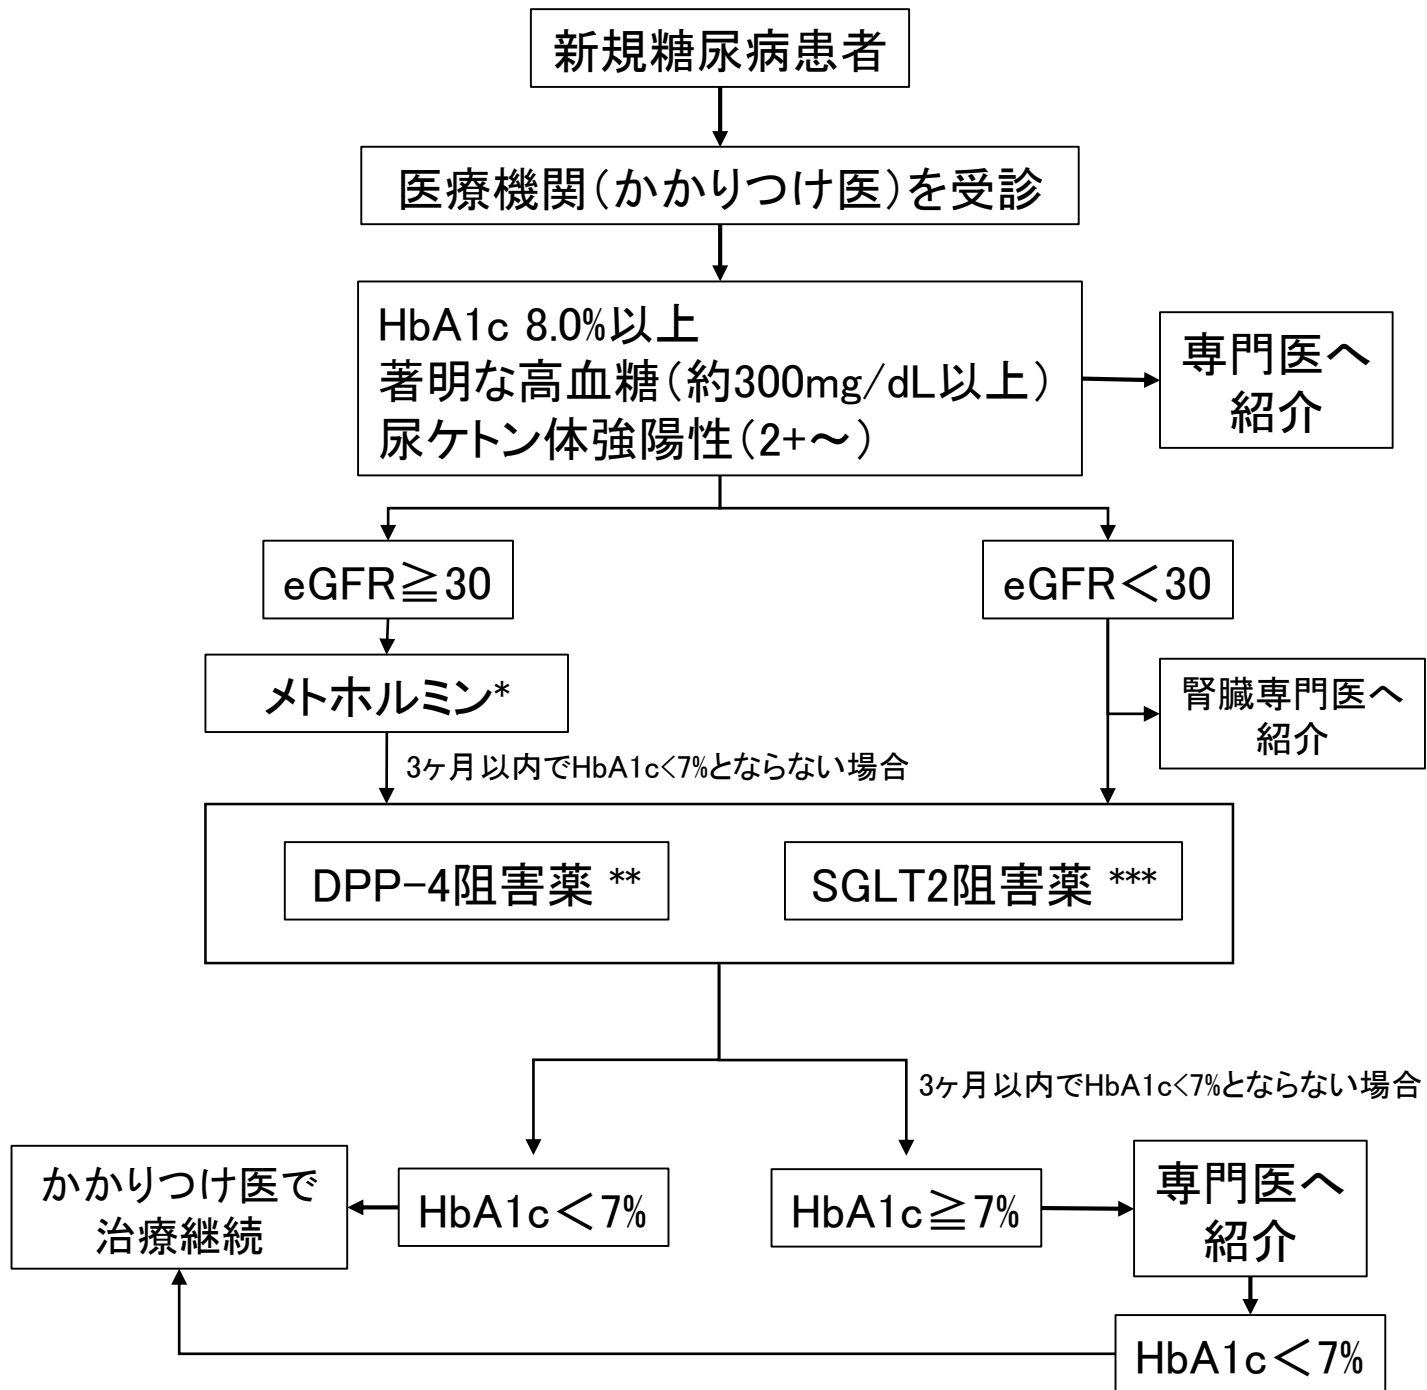 新規糖尿病患者
医療機関(かかりつけ医)を受診
HbA1c 8.0%以上
著明な高血糖(約300mg/dL以上)
尿ケトン体強陽性(2+～)
専門医へ
紹介
eGFR≧30
eGFR＜30
メトホルミン*
腎臓専門医へ
紹介
3ヶ月以内でHbA1c<7%とならない場合
DPP-4阻害薬 **
SGLT2阻害薬 ***
3ヶ月以内でHbA1c<7%とならない場合
かかりつけ医で
治療継続
HbA1c＜7%
HbA1c≧7%
専門医へ
紹介
HbA1c＜7%